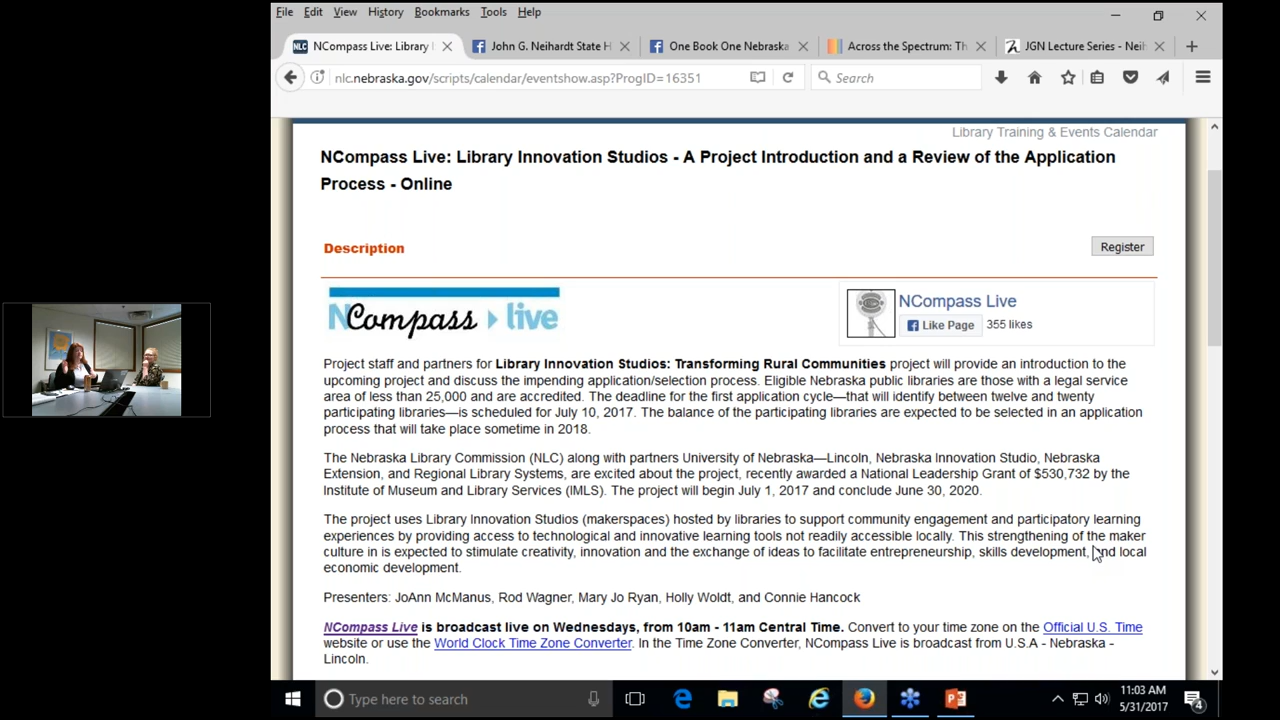 File Edit View History Bookmarks Tools Help
NLC NCompass Live: Library
John G. Neihardt State H
One Book One Nebraska
Across the Spectrum: Th
JGN Lecture Series - Neih
nlc.nebraska.gov/scripts/calendar/eventshow.asp?ProgID=16351
Search
Library Training & Events Calendar
NCompass Live: Library Innovation Studios - A Project Introduction and a Review of the Application
Process - Online
Description
Register
NCompass live
NCompass Live
Like Page 355 likes
Project staff and partners for Library Innovation Studios: Transforming Rural Communities project will provide an introduction to the
upcoming project and discuss the impending application/selection process. Eligible Nebraska public libraries are those with a legal service
area of less than 25,000 and are accredited. The deadline for the first application cycle—that will identify between twelve and twenty
participating libraries—is scheduled for July 10, 2017. The balance of the participating libraries are expected to be selected in an application
process that will take place sometime in 2018.
The Nebraska Library Commission (NLC) along with partners University of Nebraska—Lincoln, Nebraska Innovation Studio, Nebraska
Extension, and Regional Library Systems, are excited about the project, recently awarded a National Leadership Grant of $530,732 by the
Institute of Museum and Library Services (IMLS). The project will begin July 1, 2017 and conclude June 30, 2020.
The project uses Library Innovation Studios (makerspaces) hosted by libraries to support community engagement and participatory learning
experiences by providing access to technological and innovative learning tools not readily accessible locally. This strengthening of the maker
culture in is expected to stimulate creativity, innovation and the exchange of ideas to facilitate entrepreneurship, skills development, and local
economic development.
Presenters: JoAnn McManus, Rod Wagner, Mary Jo Ryan, Holly Woldt, and Connie Hancock
NCompass Live is broadcast live on Wednesdays, from 10am - 11am Central Time. Convert to your time zone on the Official U.S. Time
website or use the World Clock Time Zone Converter. In the Time Zone Converter, NCompass Live is broadcast from U.S.A - Nebraska -
Lincoln.
Type here to search
11:03 AM
5/31/2017
4